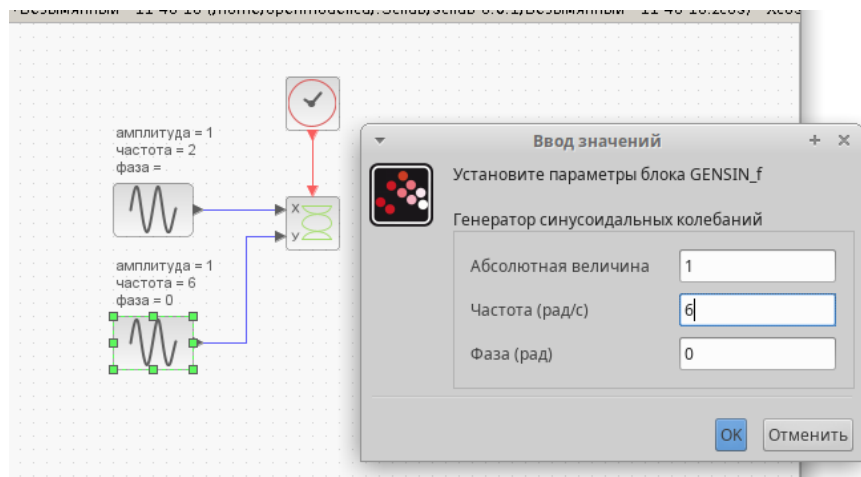 амплитуда = 1
частота = 2
фаза =
X
y
амплитуда = 1
частота = 6
фаза = 0
Ввод значений
Установите параметры блока GENSIN_f
Генератор синусоидальных колебаний
Абсолютная величина 1
Частота (рад/с) 6
Фаза (рад) 0
OK Отменить